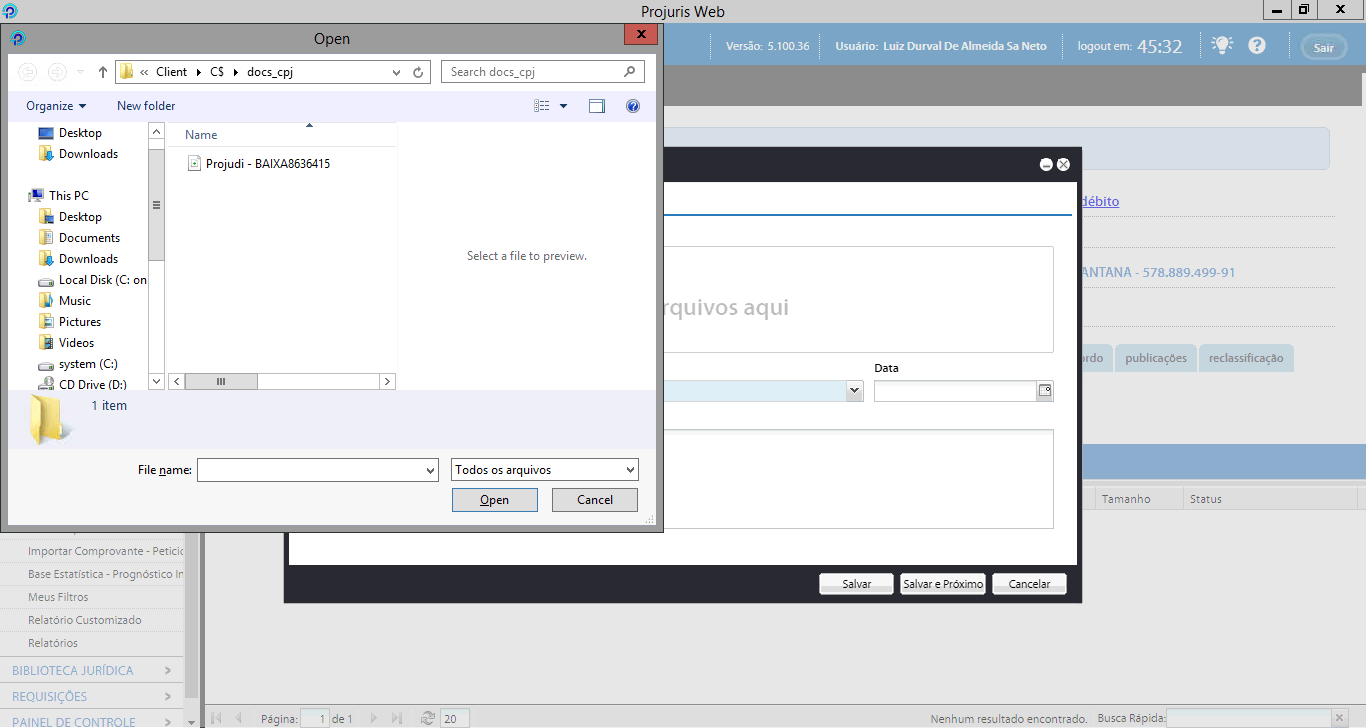 Projuris Web
Open
Versão: 5.100.36
Usuário: Luiz Durval De Almeida Sa Neto
logout em: 45:32
Sair
« Client C$ docs_cpj
Search docs_cpj
Organize
New folder
Desktop
Downloads
This PC
Desktop
Documents
Downloads
Local Disk (C: on
Music
Pictures
Videos
system (C:)
CD Drive (D:)
Name
Projudi - BAIXA8636415
Select a file to preview.
1 item
File name:
Todos os arquivos
Open
Cancel
débito
ANTANA - 578.889.499-91
rquivos aqui
ordo
publicações
reclassificação
Data
Tamanho
Status
Salvar
Salvar e Próximo
Cancelar
Importar Comprovante - Petici
Base Estatística - Prognóstico In
Meus Filtros
Relatório Customizado
Relatórios
BIBLIOTECA JURÍDICA >
REQUISIÇÕES >
PAINEL DE CONTROLE >
Página: 1 de 1
20
Nenhum resultado encontrado.
Busca Rápida: